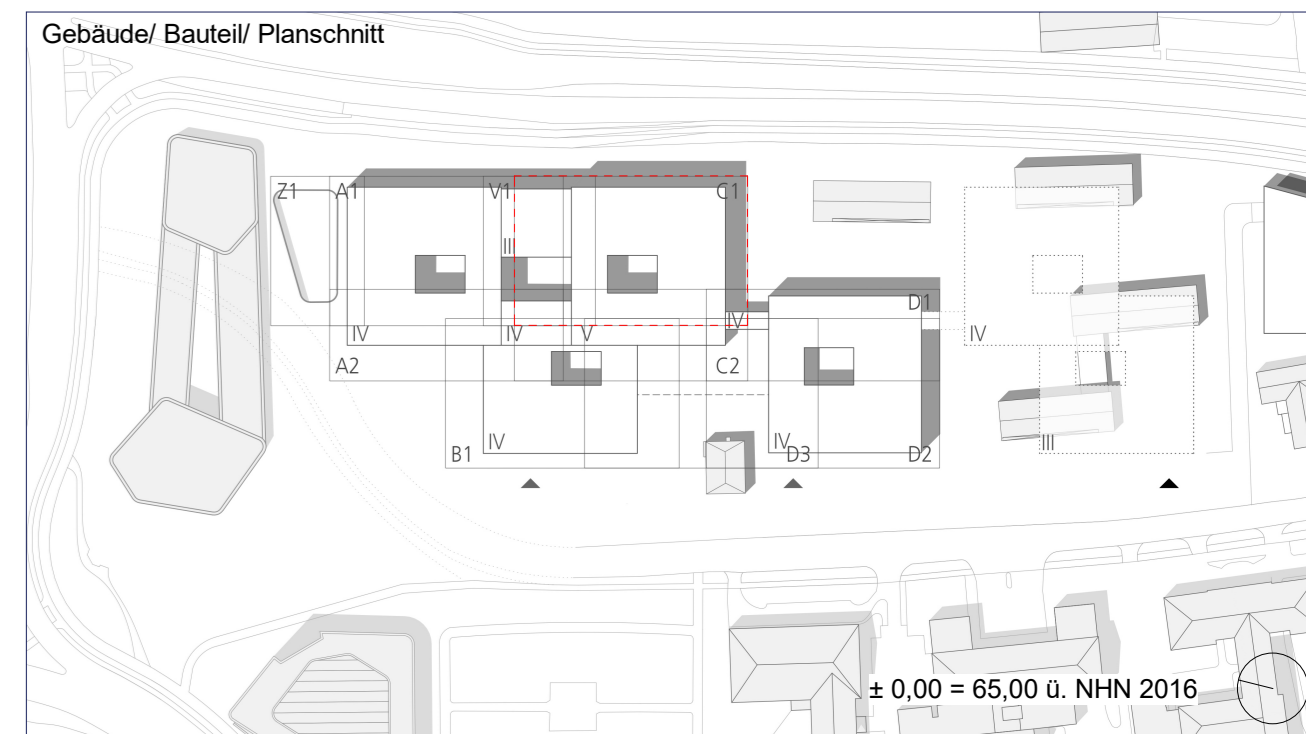 Gebäude/ Bauteil/ Planschnitt
Z1
A1
V1
C1
III
D1
IV
IV
IV
V
IV
A2
C2
IV
IV
III
B1
D3
D2
± 0,00 = 65,00 ü. NHN 2016